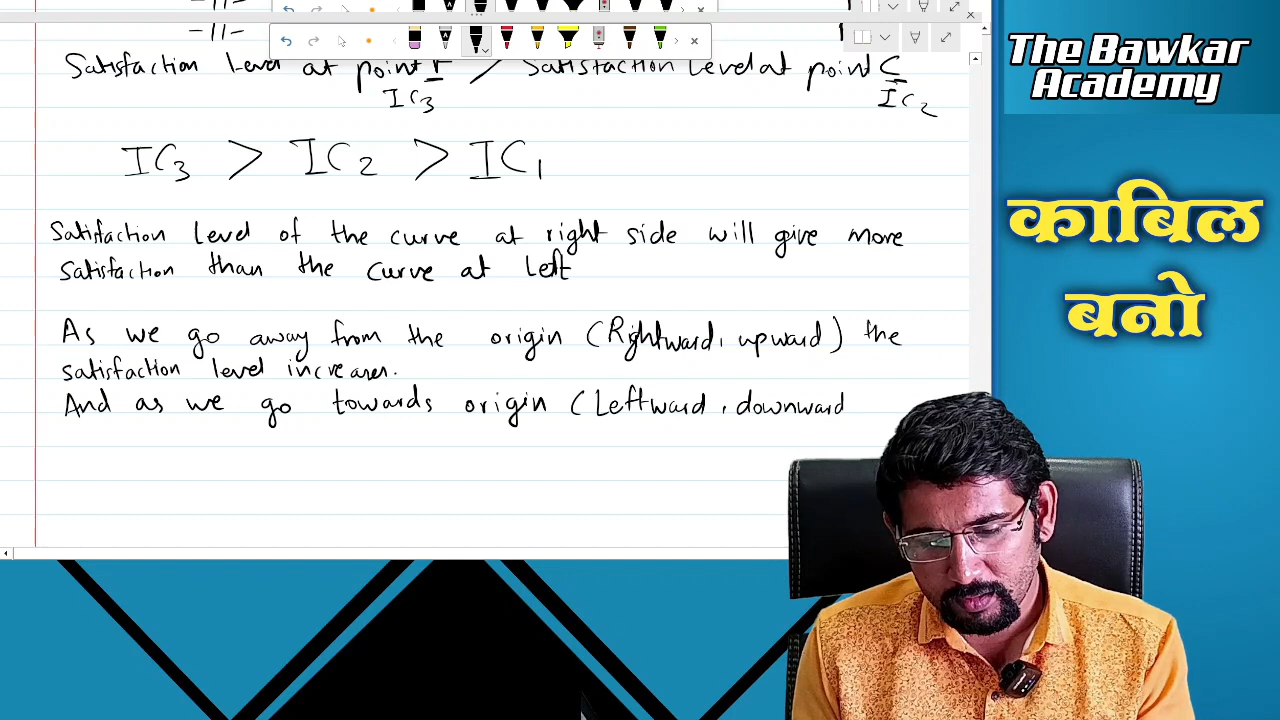 -11-
-11-
Satisfaction level at point F > Satisfaction Level at point C
IC3 IC2
IC3 > IC2 > IC1
Satisfaction level of the curve at right side will give more
satisfaction than the curve at left
As we go away from the origin (Rightward, upward) the
satisfaction level increases.
And as we go towards origin (Leftward, downward
The Bawkar
Academy
काबिल
बनो